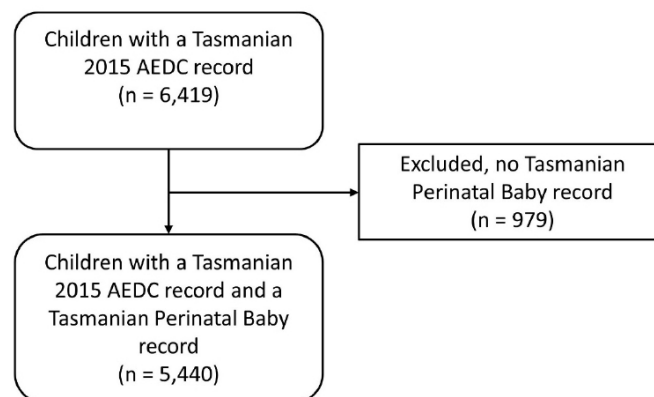 Children with a Tasmanian
2015 AEDC record
(n = 6,419)
Excluded, no Tasmanian
Perinatal Baby record
(n = 979)
Children with a Tasmanian
2015 AEDC record and a
Tasmanian Perinatal Baby
record
(n = 5,440)